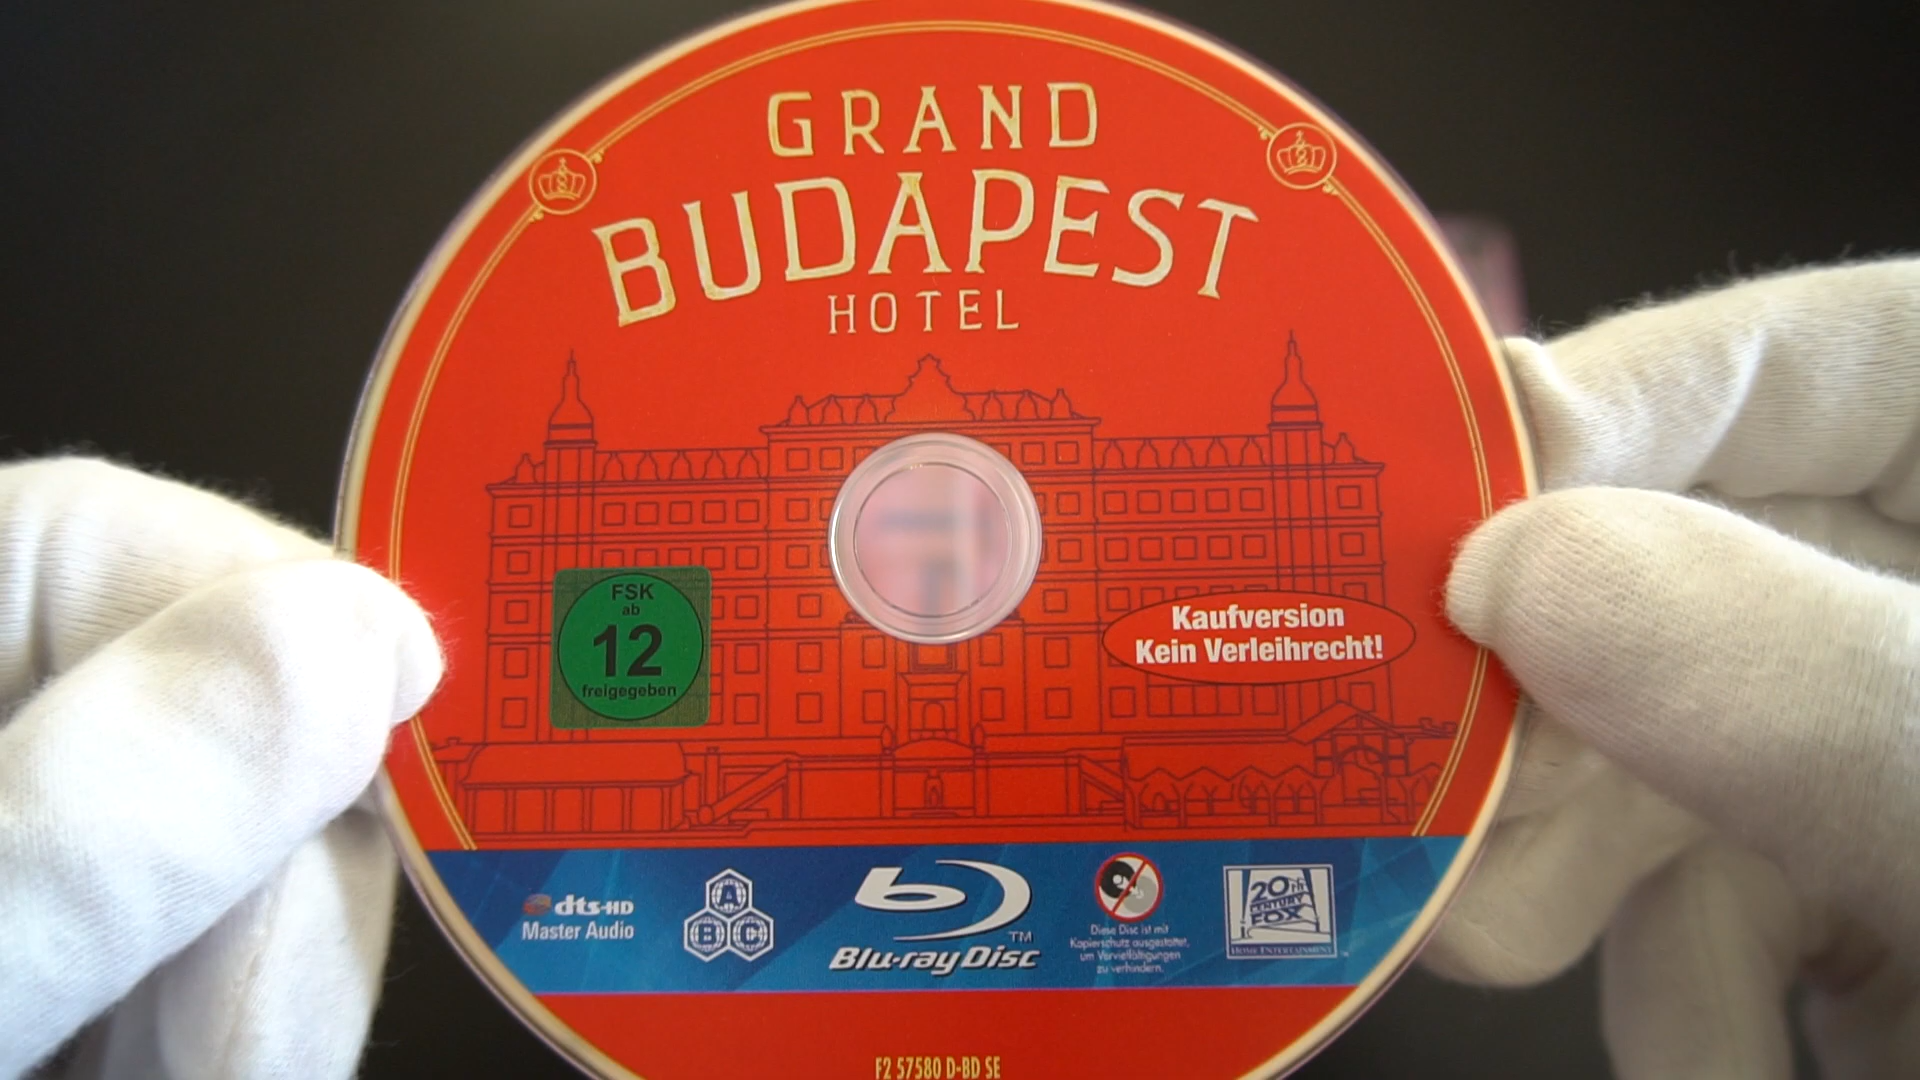 GRAND
BUDAPEST
HOTEL
FSK
ab
12
freigegeben
Kaufversion
Kein Verleihrecht!
dts-HD
Master Audio
A
B C
Blu-ray Disc
TM
Diese Disc ist mit
Kopierschutz ausgestattet,
um Vervielfältigungen
zu verhindern.
20TH
CENTURY
FOX
HOME ENTERTAINMENT
F2 57580 D-BD SE